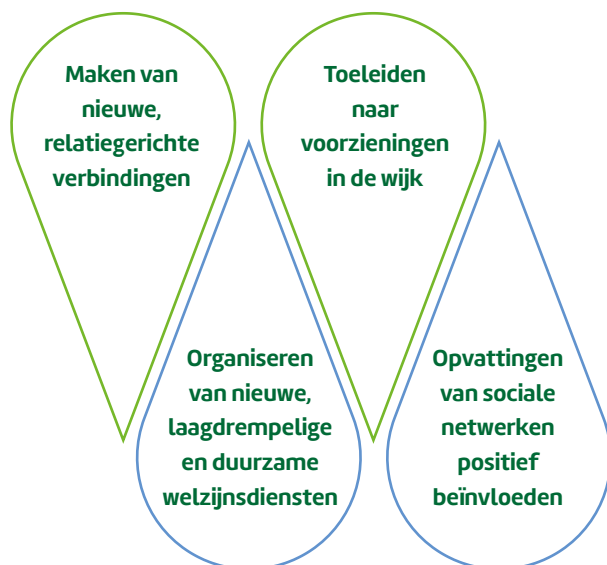 Maken van
nieuwe,
relatiegerichte
verbindingen
Toeleiden
naar
voorzieningen
in de wijk
Organiseren
van nieuwe,
laagdrempelige
en duurzame
welzijnsdiensten
Opvattingen
van sociale
netwerken
positief
beïnvloeden